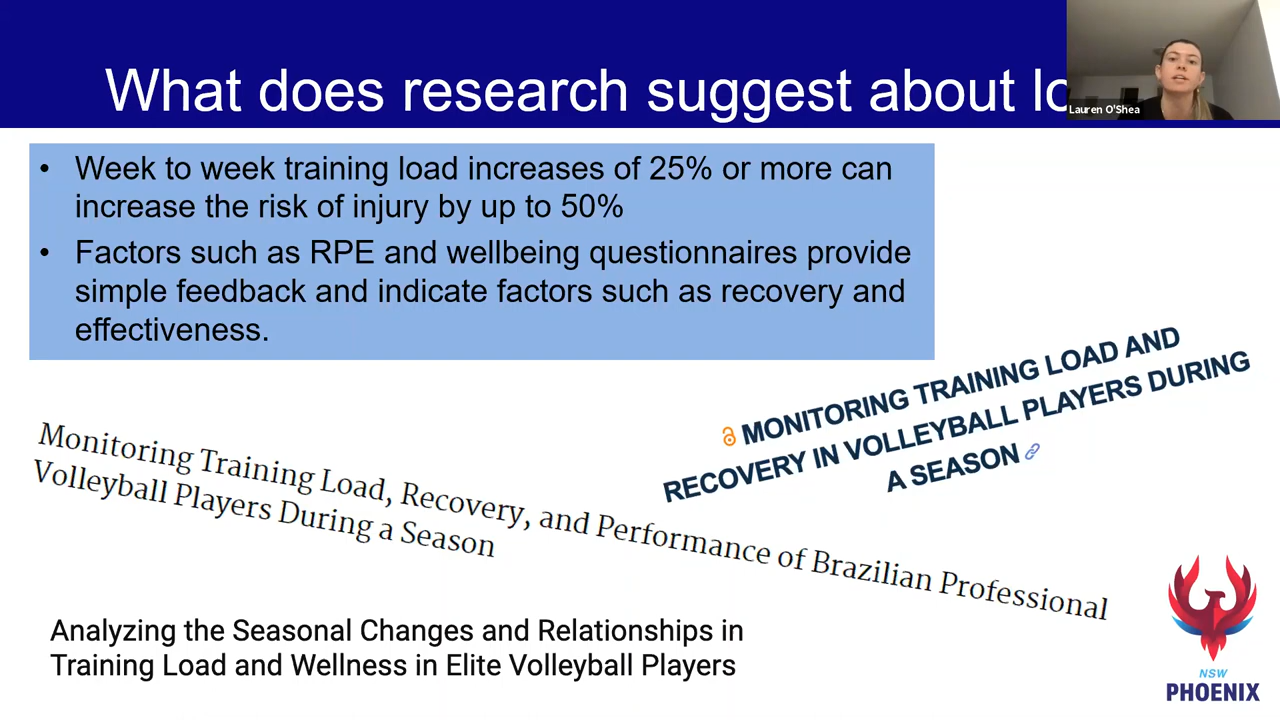 What does research suggest about lo
Lauren O'Shea
• Week to week training load increases of 25% or more can
increase the risk of injury by up to 50%
• Factors such as RPE and wellbeing questionnaires provide
simple feedback and indicate factors such as recovery and
effectiveness.
MONITORING TRAINING LOAD AND
RECOVERY IN VOLLEYBALL PLAYERS DURING
A SEASON
Monitoring Training Load, Recovery, and Performance of Brazilian Professional
Volleyball Players During a Season
Analyzing the Seasonal Changes and Relationships in
Training Load and Wellness in Elite Volleyball Players
NSW
PHOENIX